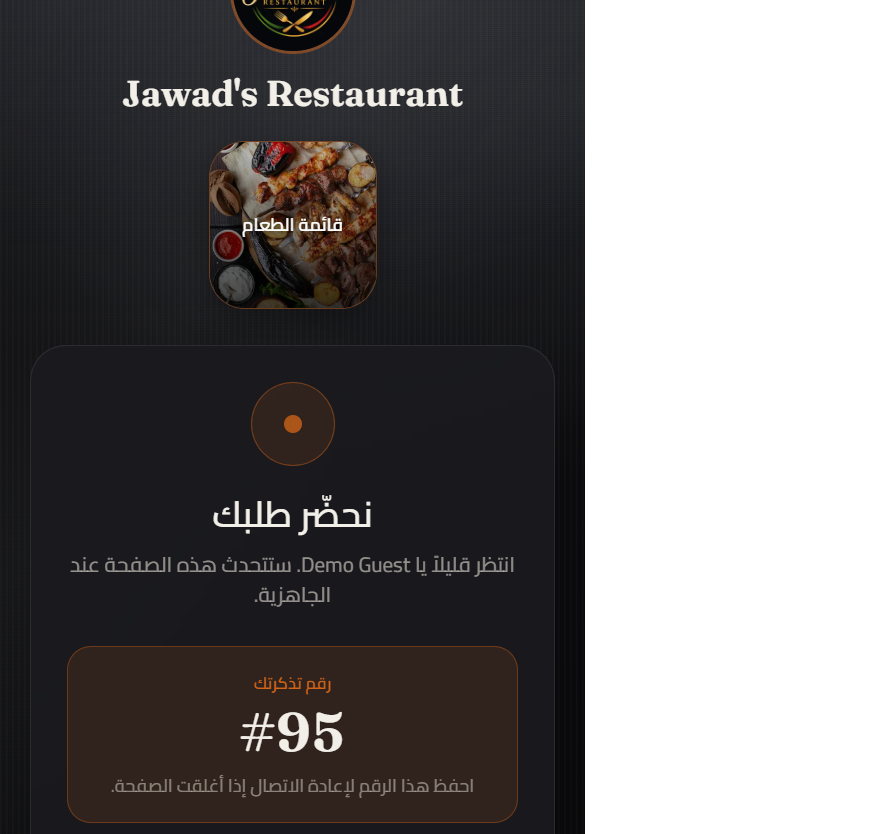 RESTAURANT
Jawad's Restaurant
قائمة الطعام
نحضّر طلبك
انتظر قليلاً يا Demo Guest. ستتحدث هذه الصفحة عند
الجاهزية.
رقم تذكرتك
#95
احفظ هذا الرقم لإعادة الاتصال إذا أغلقت الصفحة.